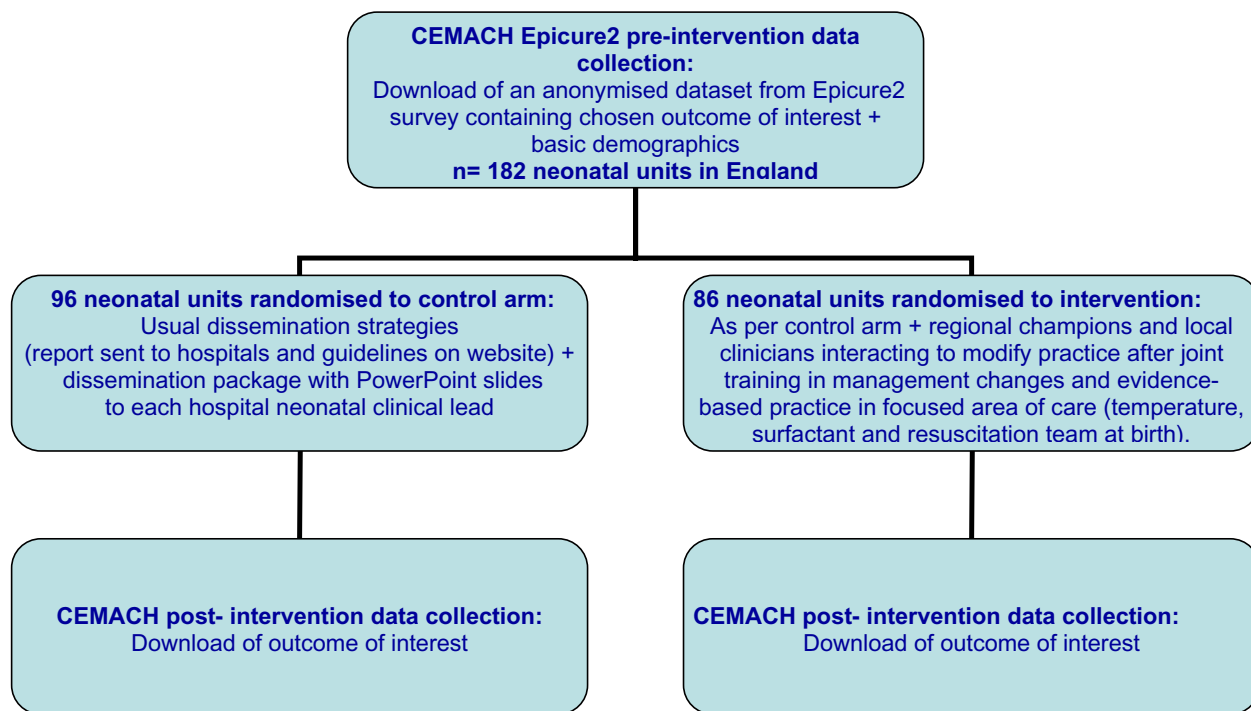 CEMACH Epicure2 pre-intervention data
collection:
Download of an anonymised dataset from Epicure2
survey containing chosen outcome of interest +
basic demographics
n= 182 neonatal units in England
96 neonatal units randomised to control arm:
Usual dissemination strategies
(report sent to hospitals and guidelines on website) +
dissemination package with PowerPoint slides
to each hospital neonatal clinical lead
86 neonatal units randomised to intervention:
As per control arm + regional champions and local
clinicians interacting to modify practice after joint
training in management changes and evidence-
based practice in focused area of care (temperature,
surfactant and resuscitation team at birth).
CEMACH post- intervention data collection:
Download of outcome of interest
CEMACH post- intervention data collection:
Download of outcome of interest